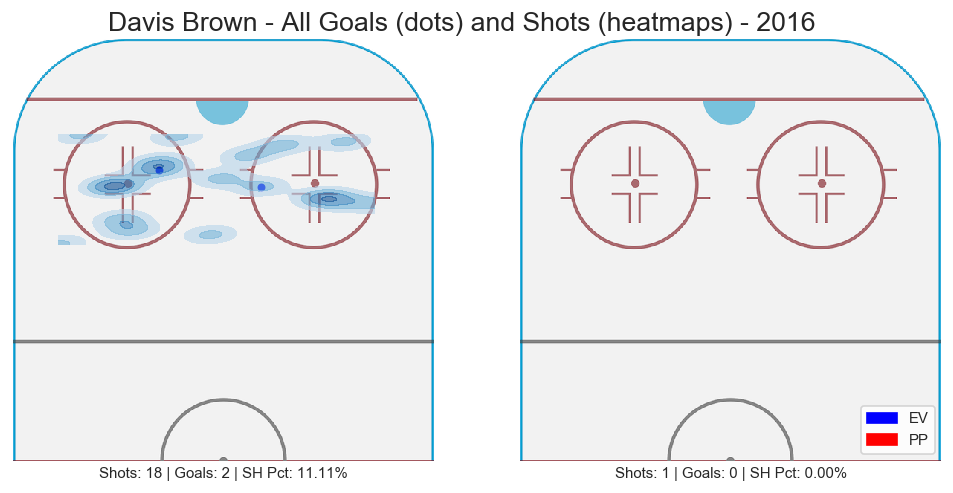 Davis Brown - All Goals (dots) and Shots (heatmaps) - 2016
EV
PP
Shots: 18 | Goals: 2 | SH Pct: 11.11%
Shots: 1 | Goals: 0 | SH Pct: 0.00%